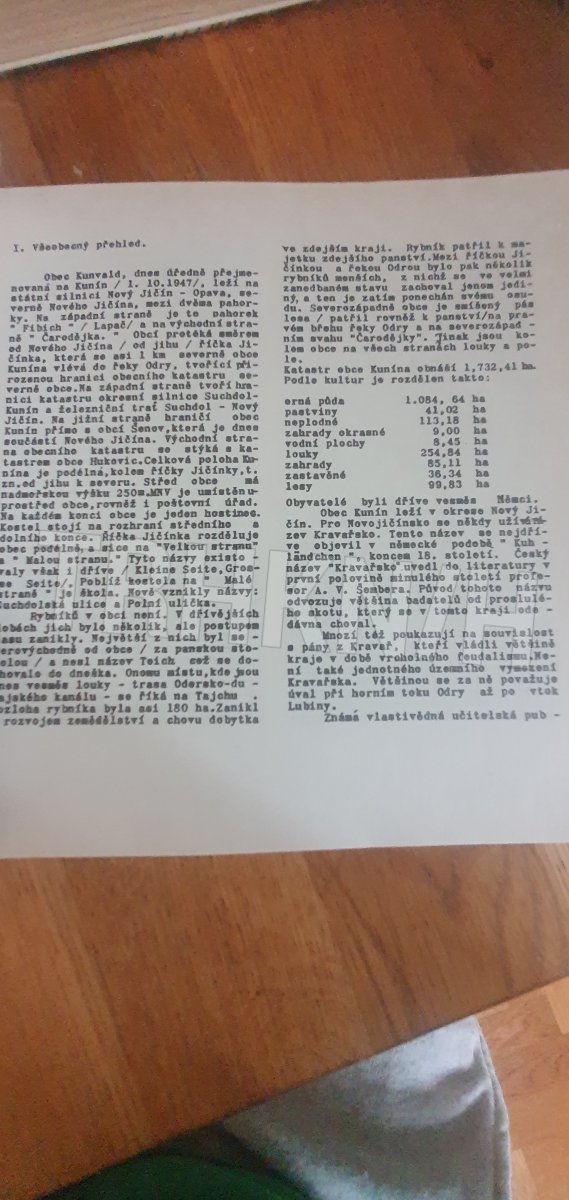 I. Všeobecný přehled.
Obec Kunvald, dnes úředně přejme-
novaná na Kunín / 1. 10.1947/, leží na
státní silnici Nový Jičín - Opava, se-
verně Nového Jičína, mezi dvěma pahor-
ky. Na západní straně je to pahorek
" Fibich " / Lapač/ a na východní stra-
ně " Čarodějka. " Obcí protéká směrem
od Nového Jičína / od jihu / říčka Ji-
čínka, která se asi 1 km severně obce
Kunína vlévá do řeky Odry, tvořící při-
rozenou hranici obecního katastru se-
verně obce.Na západní straně tvoří hra-
nici katastru okresní silnice Suchdol-
Kunín a železniční trať Suchdol - Nový
Jičín. Na jižní straně hraničí obec
Kunín přímo s obcí Šenov,která je dnes
součástí Nového Jičína. Východní stra-
na obecního katastru se stýká s ka-
tastrem obce Hukovic.Celková poloha Ku-
nína je podélná,kolem říčky Jičínky,t.
zn.od jihu k severu. Střed obce má
nadmořskou výšku 250m.MNV je umístěn u-
prostřed obce,rovněž i poštovní úřad.
Na každém konci obce je jeden hostinec.
Kostel stojí na rozhraní středního a
dolního konce. Říčka Jičínka rozděluje
obec podélně,a sice na "Velkou stranu"
a " Malou stranu." Tyto názvy existo -
valy však i dříve / Kleine Seite,Gros-
se Seite/. Poblíž kostela na " Malé
straně " je škola. Nově vznikly názvy:
Suchdolská ulice a Polní ulička.
Rybníků v obci není. V dřívějších
dobách jich bylo několik, ale postupem
času zanikly. Největší z nich byl se -
verovýchodně od obce / za panskou sto-
dolou / a nesl název Teich což se do-
chovalo do dneška. Onomu místu,kde jsou
dnes vesměs louky - trasa Odersko-du -
najského kanálu - se říká na Tajchu .
Rozloha rybníka byla asi 180 ha.Zanikl
s rozvojem zemědělství a chovu dobytka
ve zdejším kraji. Rybník patřil k ma-
jetku zdejšího panství.Mezi říčkou Ji-
čínkou a řekou Odrou bylo pak několik
rybníků menších, z nichž se ve velmi
zanedbaném stavu zachoval jenom jedi-
ný,a ten je zatím ponechán svému osu-
du. Severozápadně obce je smíšený pás
lesa / patřil rovněž k panství/na pra-
vém břehu řeky Odry a na severozápad -
ním svahu "Čarodějky". Jinak jsou ko-
lem obce na všech stranách louky a po-
le.
Katastr obce Kunína obnáší 1,732,41 ha.
Podle kultur je rozdělen takto:
orná půda 1.084, 64 ha
pastviny 41,02 ha
neplodné 113,18 ha
zahrady okrasné 9,00 ha
vodní plochy 8,45 ha
louky 254,84 ha
zahrady 85,11 ha
zastavěné 36,34 ha
lesy 99,83 ha
Obyvatelé byli dříve vesměs Němci.
Obec Kunín leží v okrese Nový Ji-
čín. Pro Novojičínsko se někdy užívá
název Kravařsko. Tento název se nejdří-
ve objevil v německé podobě " Kuh -
ländchen ", koncem 18. století. Český
název "Kravařsko" uvedl do literatury v
první polovině minulého století profe-
sor A. V. Šembera. Původ tohoto názvu
odvozuje většina badatelů od proslulé-
ho skotu, který se v tomto kraji ode -
dávna choval.
Mnozí též poukazují na souvislost
s pány z Kravař, kteří vládli většině
kraje v době vrcholného feudalismu.Ne-
ní také jednotného územního vymezení
Kravařska. Většinou se za ně považuje
úval při horním toku Odry až po vtok
Lubiny.
Známá vlastivědná učitelská pub -